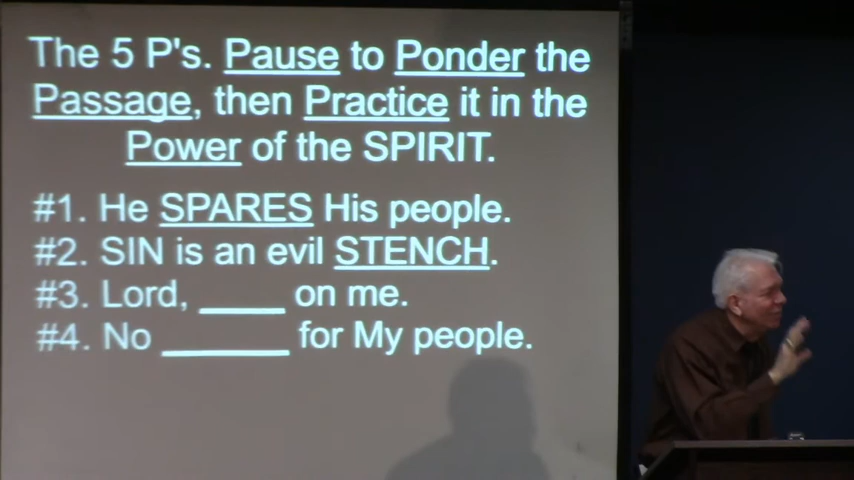 The 5 P's. Pause to Ponder the
Passage, then Practice it in the
Power of the SPIRIT.
#1. He SPARES His people.
#2. SIN is an evil STENCH.
#3. Lord, ____ on me.
#4. No ______ for My people.